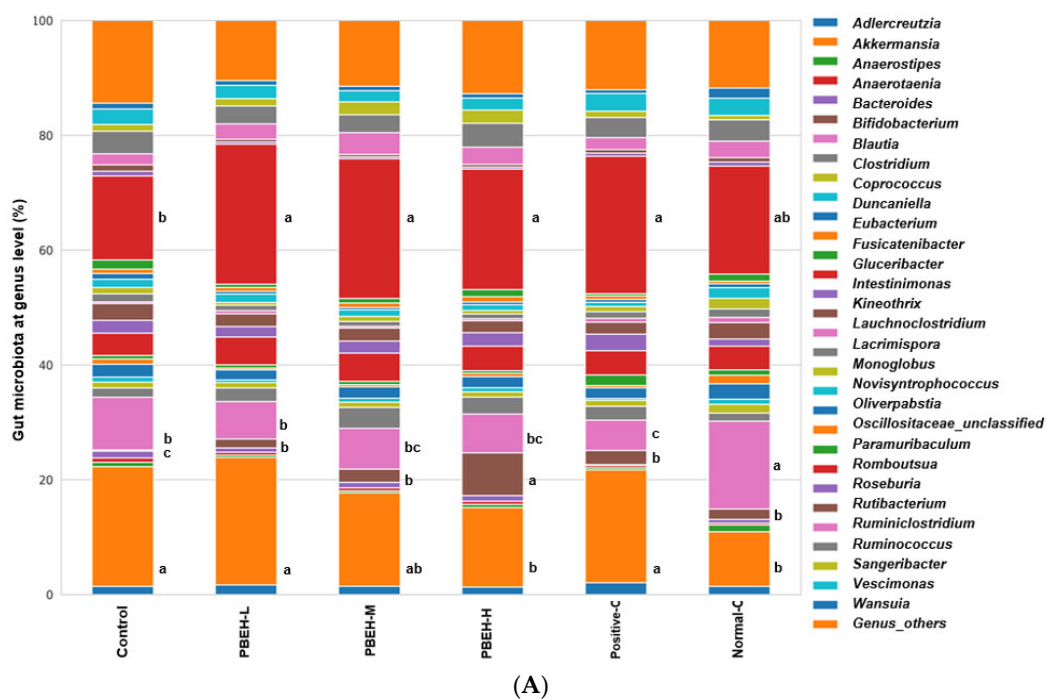 (A)
Gut microbiota at genus level (%)
100
80
60
40
20
0
b
b
c
a
a
b
b
a
a
bc
b
ab
a
bc
a
b
a
c
b
a
ab
a
b
b
Control
PBEH-L
PBEH-M
PBEH-H
Positive-C
Normal-C
Adlercreutzia
Akkermansia
Anaerostipes
Anaerotaenia
Bacteroides
Bifidobacterium
Blautia
Clostridium
Coprococcus
Duncaniella
Eubacterium
Fusicatenibacter
Gluceribacter
Intestinimonas
Kineothrix
Lauchnoclostridium
Lacrimispora
Monoglobus
Novisyntrophococcus
Oliverpabstia
Oscillositaceae_unclassified
Paramuribaculum
Romboutsua
Roseburia
Rutibacterium
Ruminiclostridium
Ruminococcus
Sangeribacter
Vescimonas
Wansuia
Genus_others
(A)